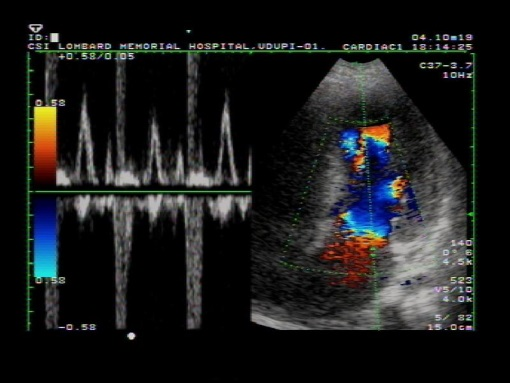 ID:
04.10m19
CSI LOMBARD MEMORIAL HOSPITAL,UDUPI-01. CARDIAC1 18:14:25
+0.58/0.05
C37-3.7
10Hz
0.58
0.58
-0.58
140
D 6
4.5k
523
V5/10
4.0k
5/ 82
15.0cm